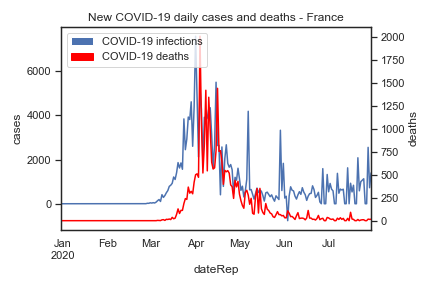 New COVID-19 daily cases and deaths - France
COVID-19 infections
COVID-19 deaths
6000
4000
2000
0
cases
2000
1750
1500
1250
1000
750
500
250
0
deaths
Jan Feb Mar Apr May Jun Jul
2020
dateRep